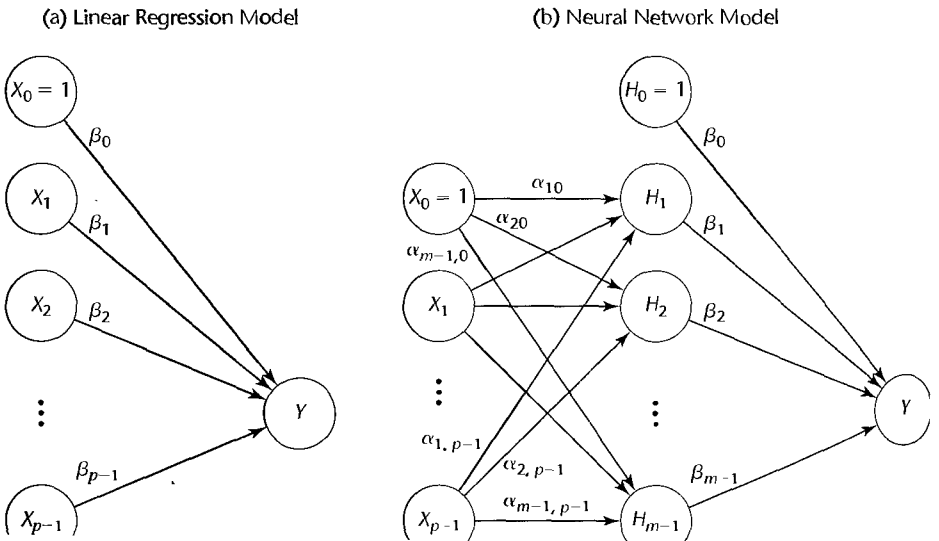 (a) Linear Regression Model
X₀ = 1
β₀
X₁
β₁
X₂
β₂
⋮
Y
βₚ₋₁
Xₚ₋₁
(b) Neural Network Model
H₀ = 1
β₀
X₀ = 1
α₁₀
H₁
α₂₀
β₁
αₘ₋₁,₀
X₁
H₂
β₂
⋮
⋮
Y
α₁, ₚ₋₁
α₂, ₚ₋₁
βₘ₋₁
Xₚ₋₁
αₘ₋₁, ₚ₋₁
Hₘ₋₁